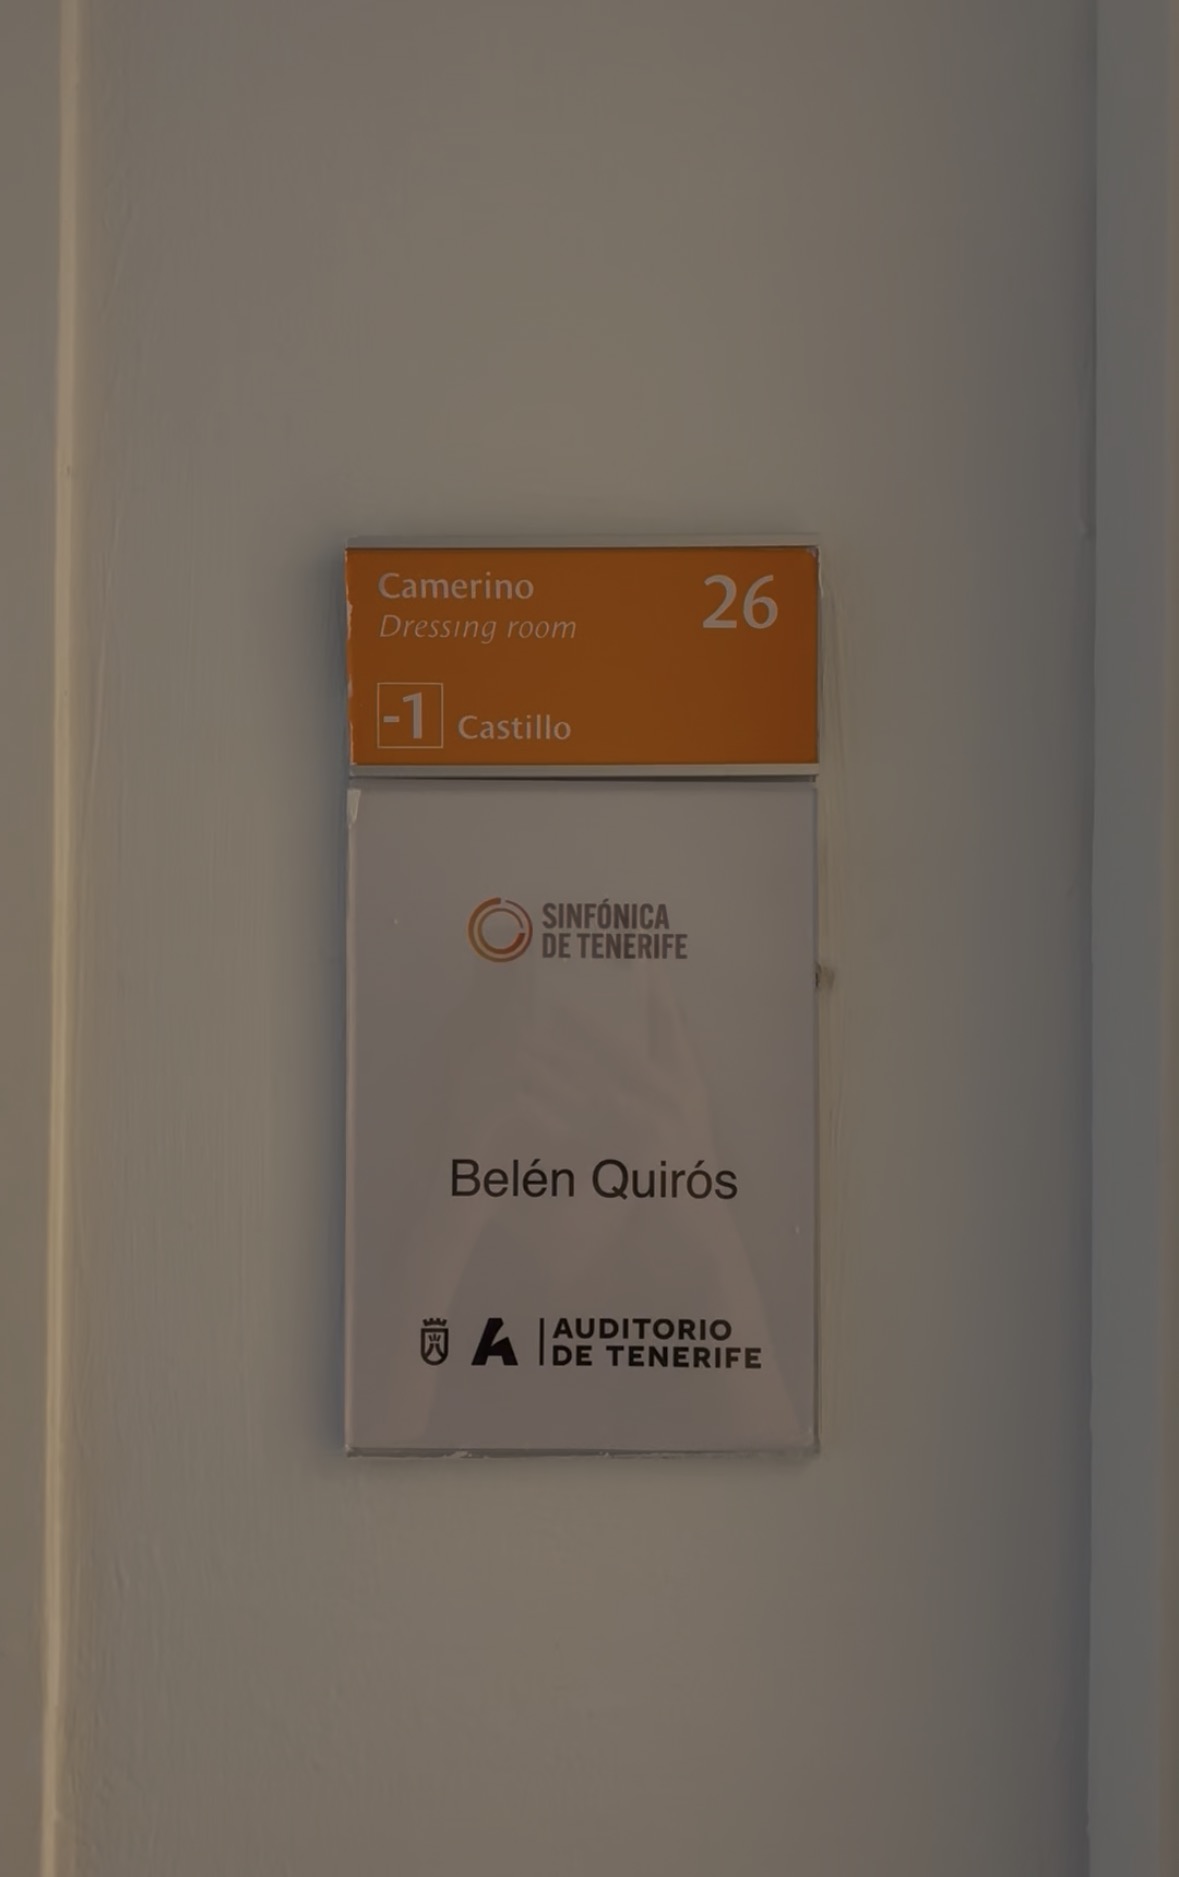 Camerino
Dressing room
26
-1 Castillo
SINFÓNICA
DE TENERIFE
Belén Quirós
AUDITORIO
DE TENERIFE